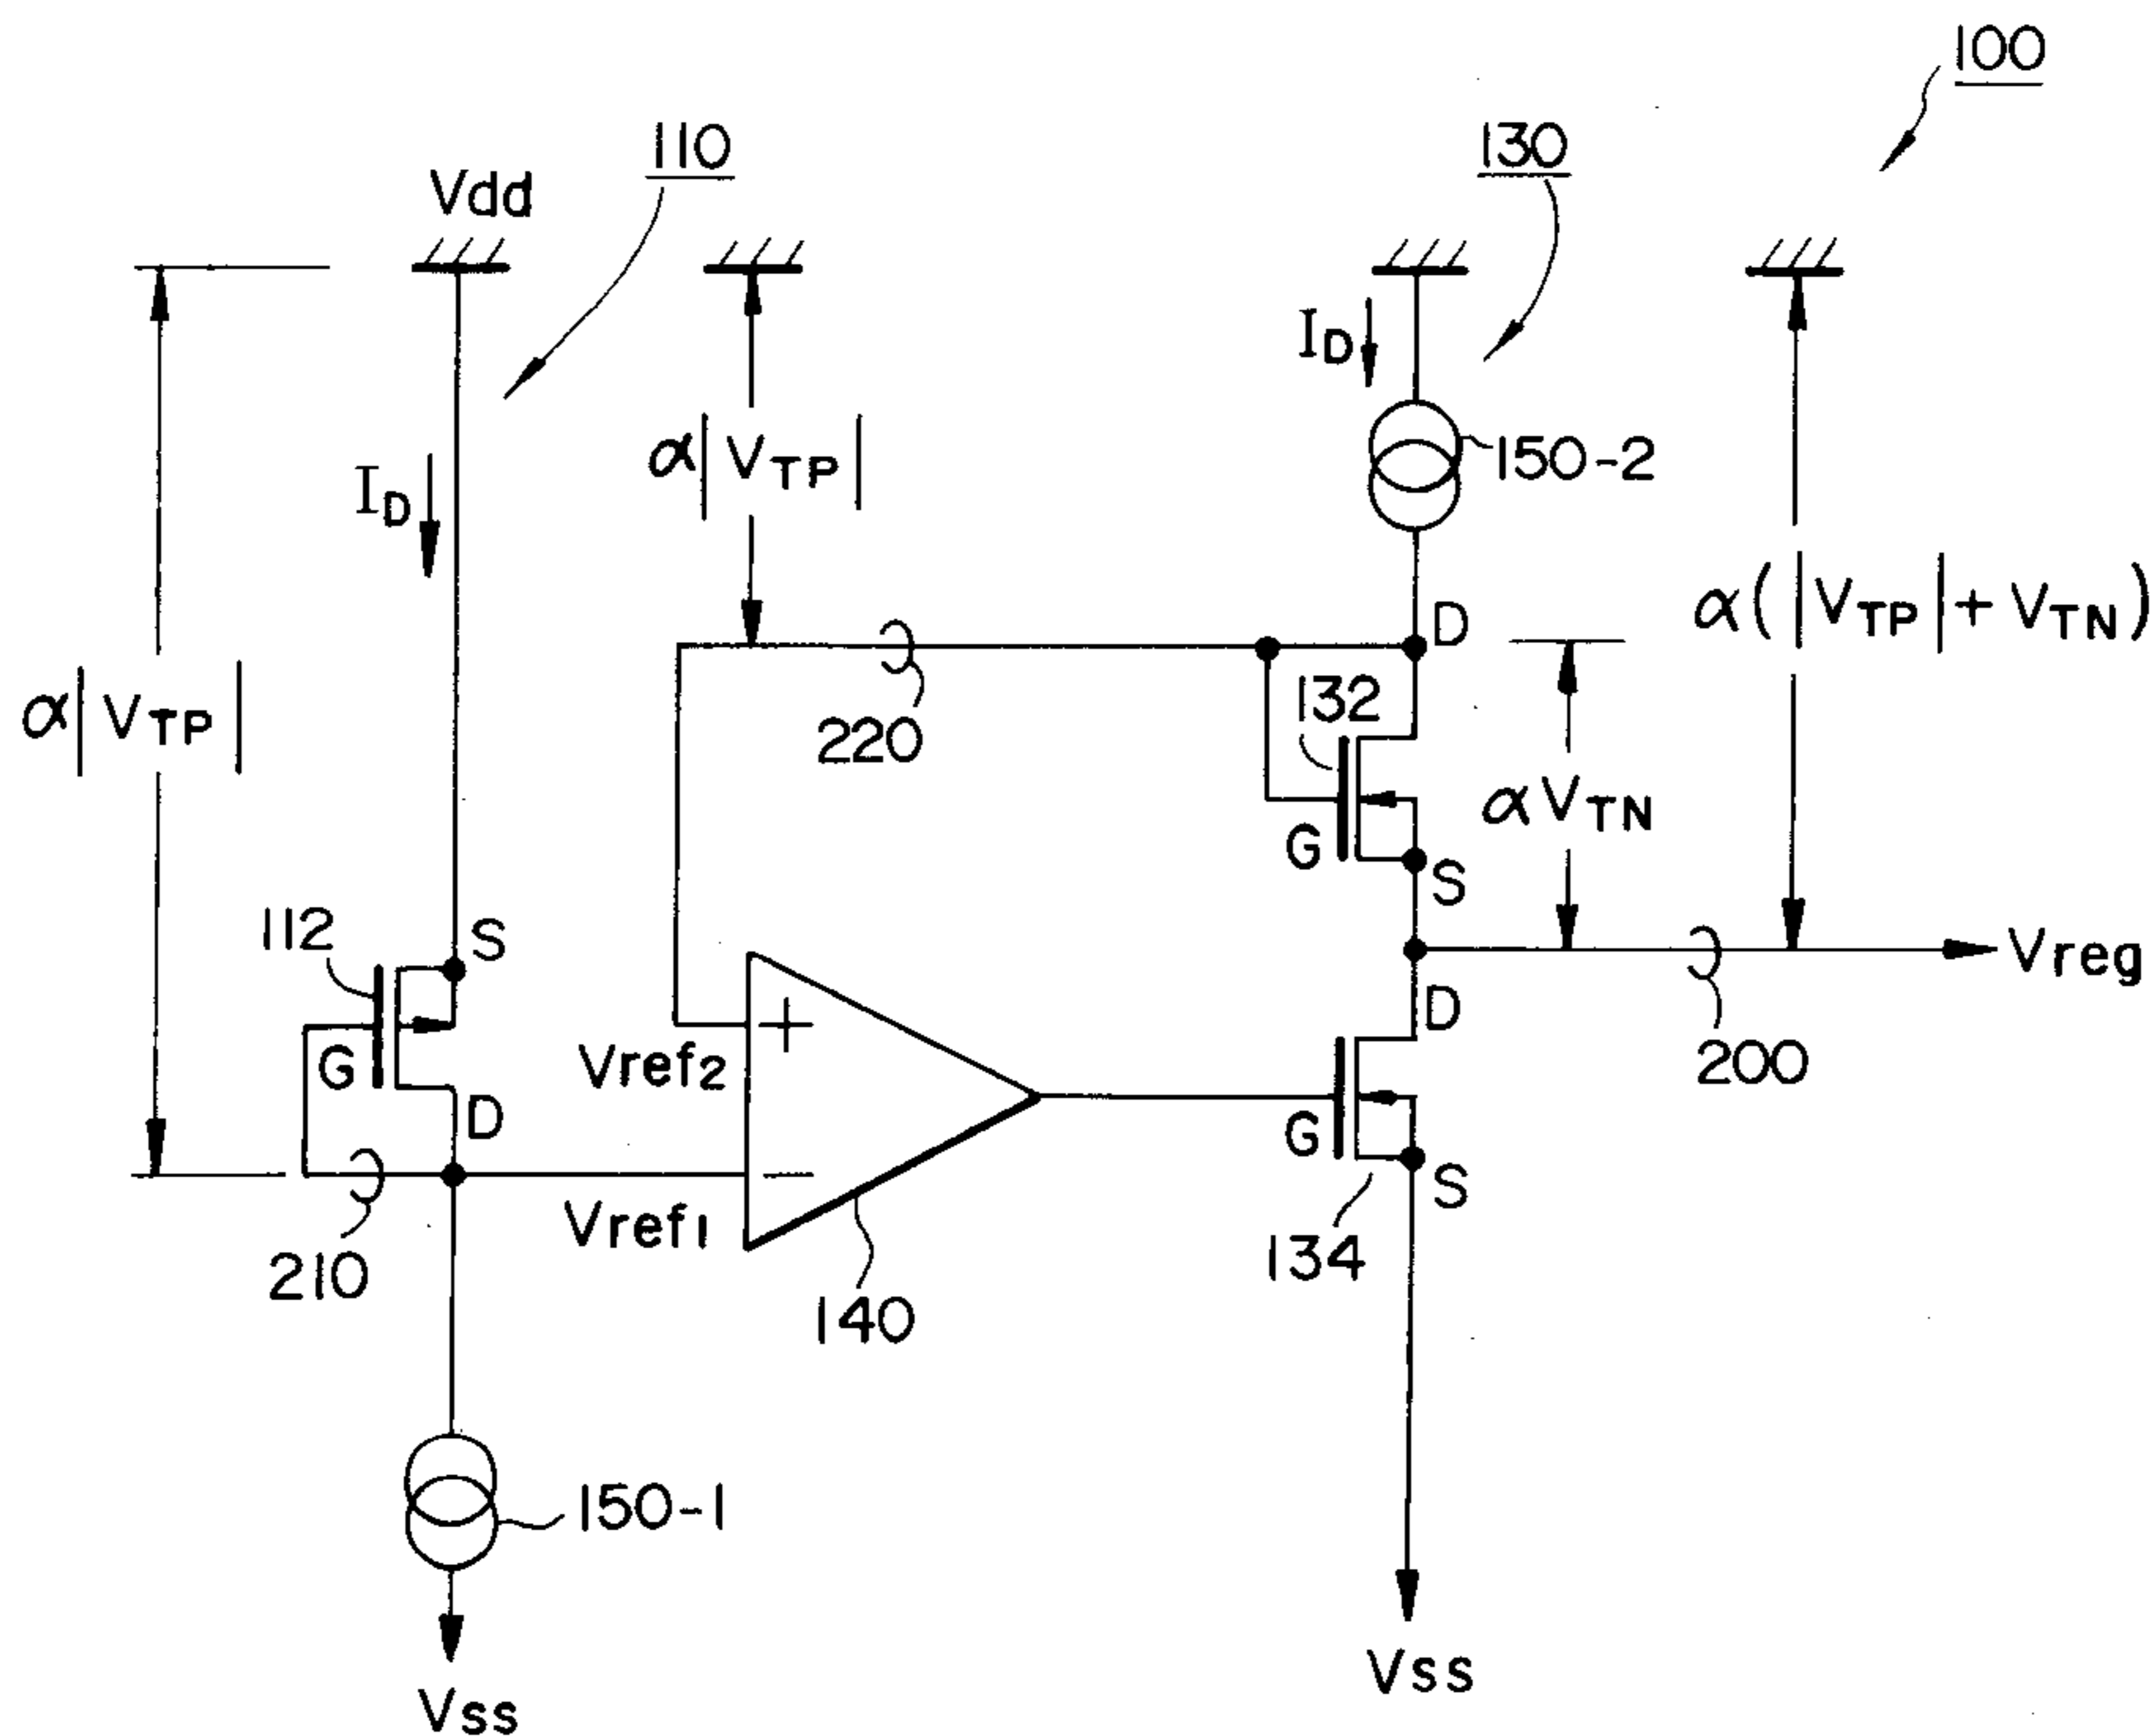 100
110
130
Vdd
ID
150-2
α|VTP|
ID
D
α(|VTP|+VTN)
132
α|VTP|
220
αVTN
G
S
112
S
Vreg
+
D
G
Vref2
200
D
G
−
S
Vref1
210
134
140
150-1
Vss
Vss